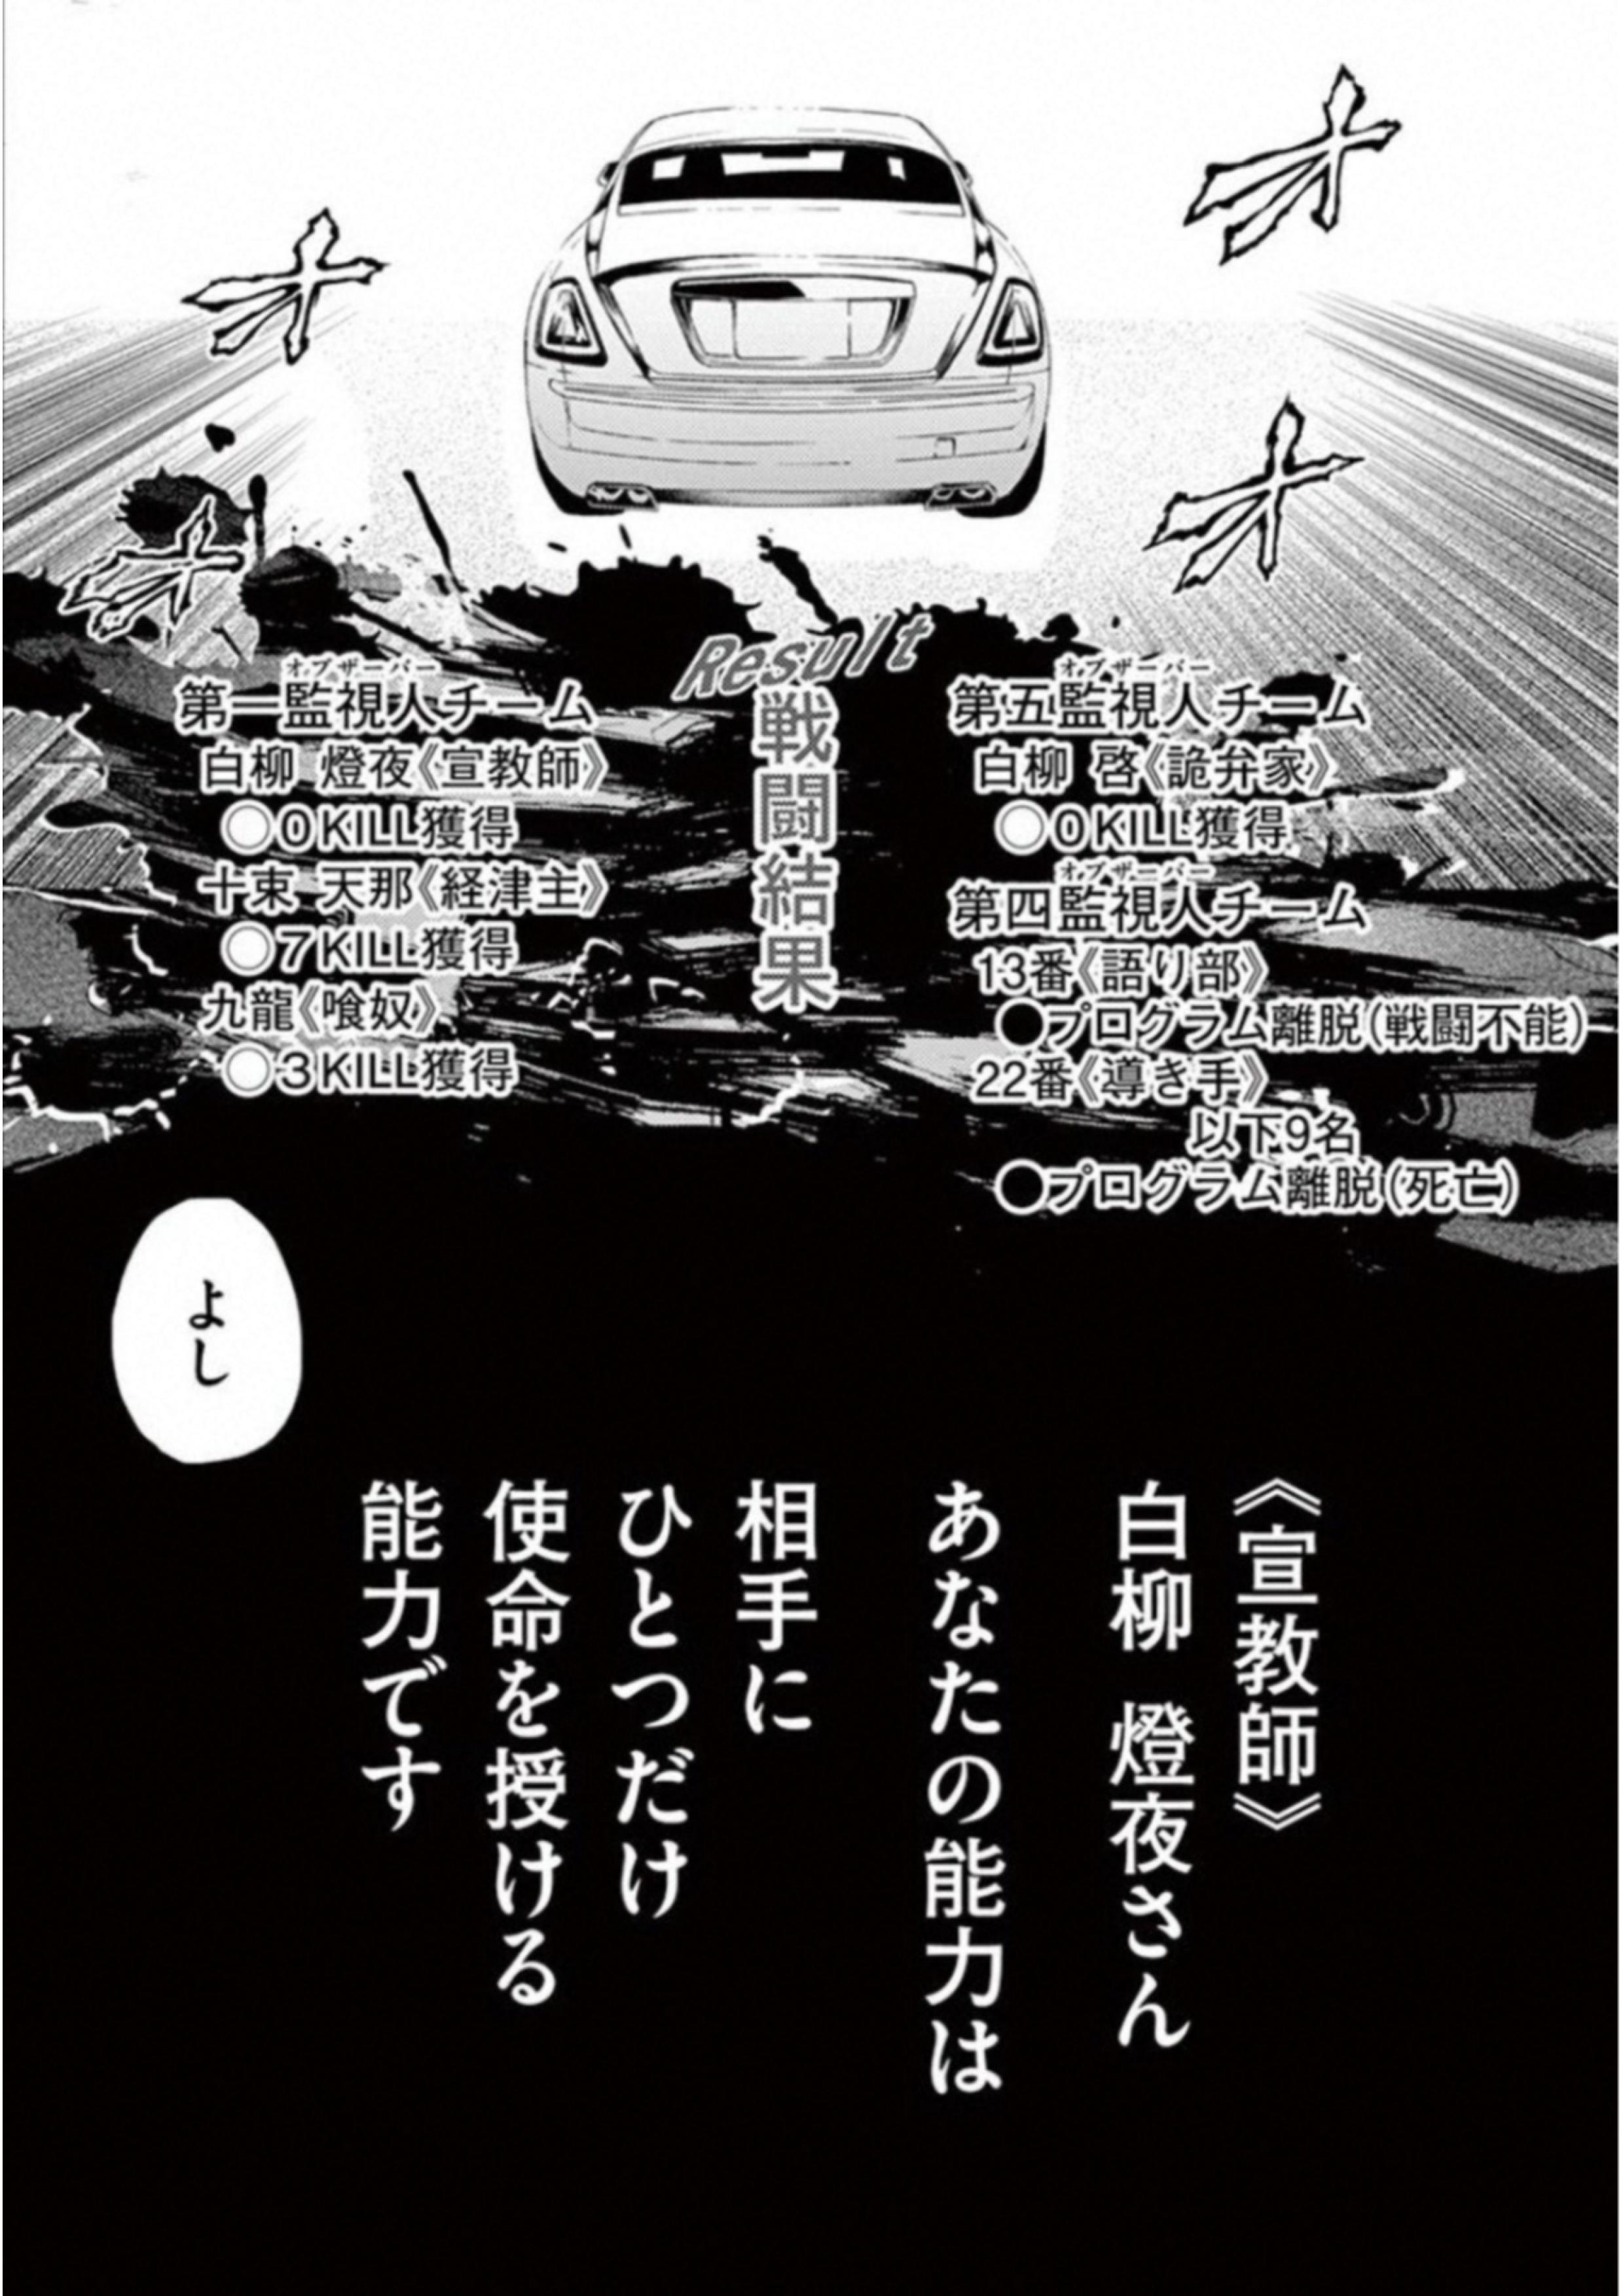 オ
オ
オ
オ
Result
戦闘結果
第五監視人チーム
オブザーバー
白柳 啓《詭弁家》
○0KILL獲得
第四監視人チーム
オブザーバー
13番《語り部》
●プログラム離脱(戦闘不能)
22番《導き手》
以下9名
●プログラム離脱(死亡)
第一監視人チーム
オブザーバー
白柳 燈夜《宣教師》
○0KILL獲得
十束 天那《経津主》
○7KILL獲得
九龍《喰奴》
○3KILL獲得
《宣教師》
白柳 燈夜さん
あなたの能力は
相手に
ひとつだけ
使命を授ける
能力です
よし